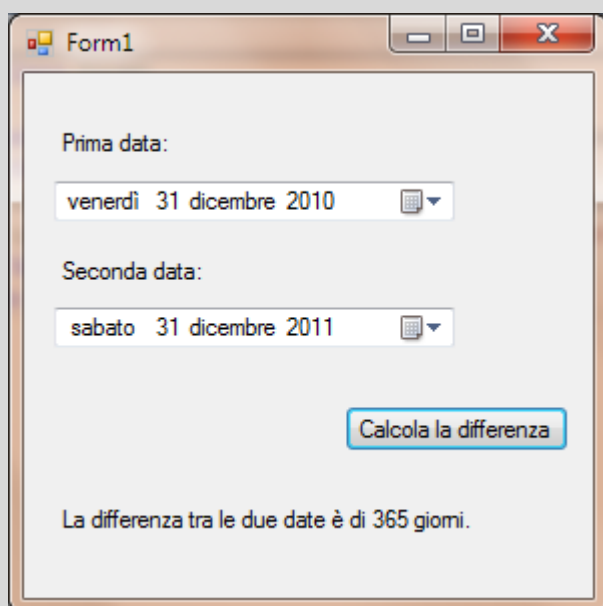 Form1
Prima data:
venerdì 31 dicembre 2010
Seconda data:
sabato 31 dicembre 2011
Calcola la differenza
La differenza tra le due date è di 365 giorni.